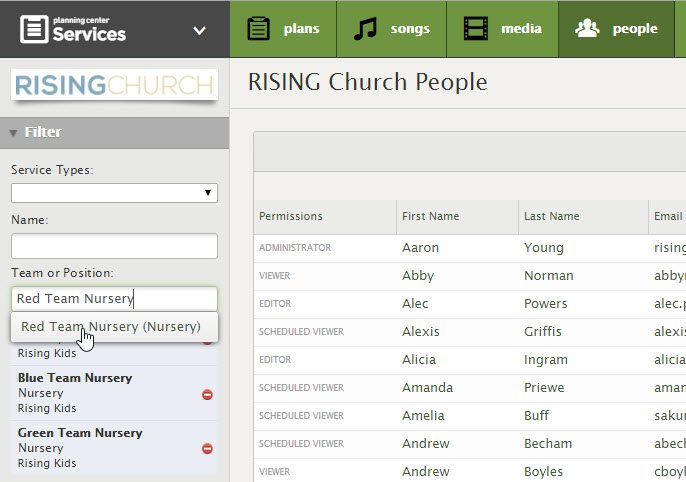 planning center
Services
plans
songs
media
people
RISINGCHURCH
RISING Church People
Filter
Service Types:
Name:
Team or Position:
Red Team Nursery
Red Team Nursery (Nursery)
Rising Kids
Blue Team Nursery
Nursery
Rising Kids
Green Team Nursery
Nursery
Rising Kids
Permissions First Name Last Name Email
ADMINISTRATOR Aaron Young rising
VIEWER Abby Norman abbyr
EDITOR Alec Powers alec.p
SCHEDULED VIEWER Alexis Griffis alexis
EDITOR Alicia Ingram alicia
SCHEDULED VIEWER Amanda Priewe aman
SCHEDULED VIEWER Amelia Buff sakur
SCHEDULED VIEWER Andrew Becham abech
VIEWER Andrew Boyles cboyl